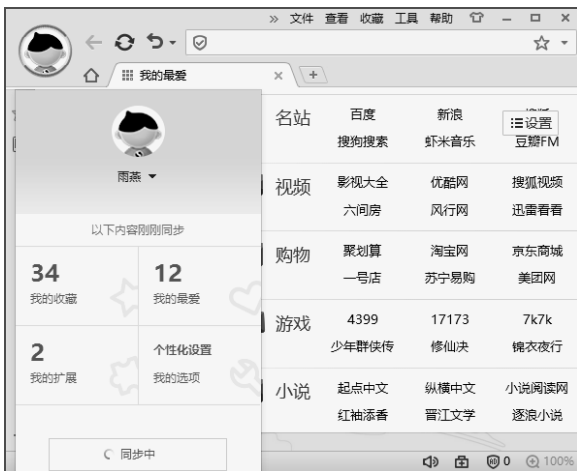 » 文件 查看 收藏 工具 帮助
我的最爱
雨燕
以下内容刚刚同步
34 12
我的收藏 我的最爱
2 个性化设置
我的扩展 我的选项
同步中
名站 百度 新浪
设置
搜狗搜索 虾米音乐 豆瓣FM
视频 影视大全 优酷网 搜狐视频
六间房 风行网 迅雷看看
购物 聚划算 淘宝网 京东商城
一号店 苏宁易购 美团网
游戏 4399 17173 7k7k
少年群侠传 修仙决 锦衣夜行
小说 起点中文 纵横中文 小说阅读网
红袖添香 晋江文学 逐浪小说
0 100%